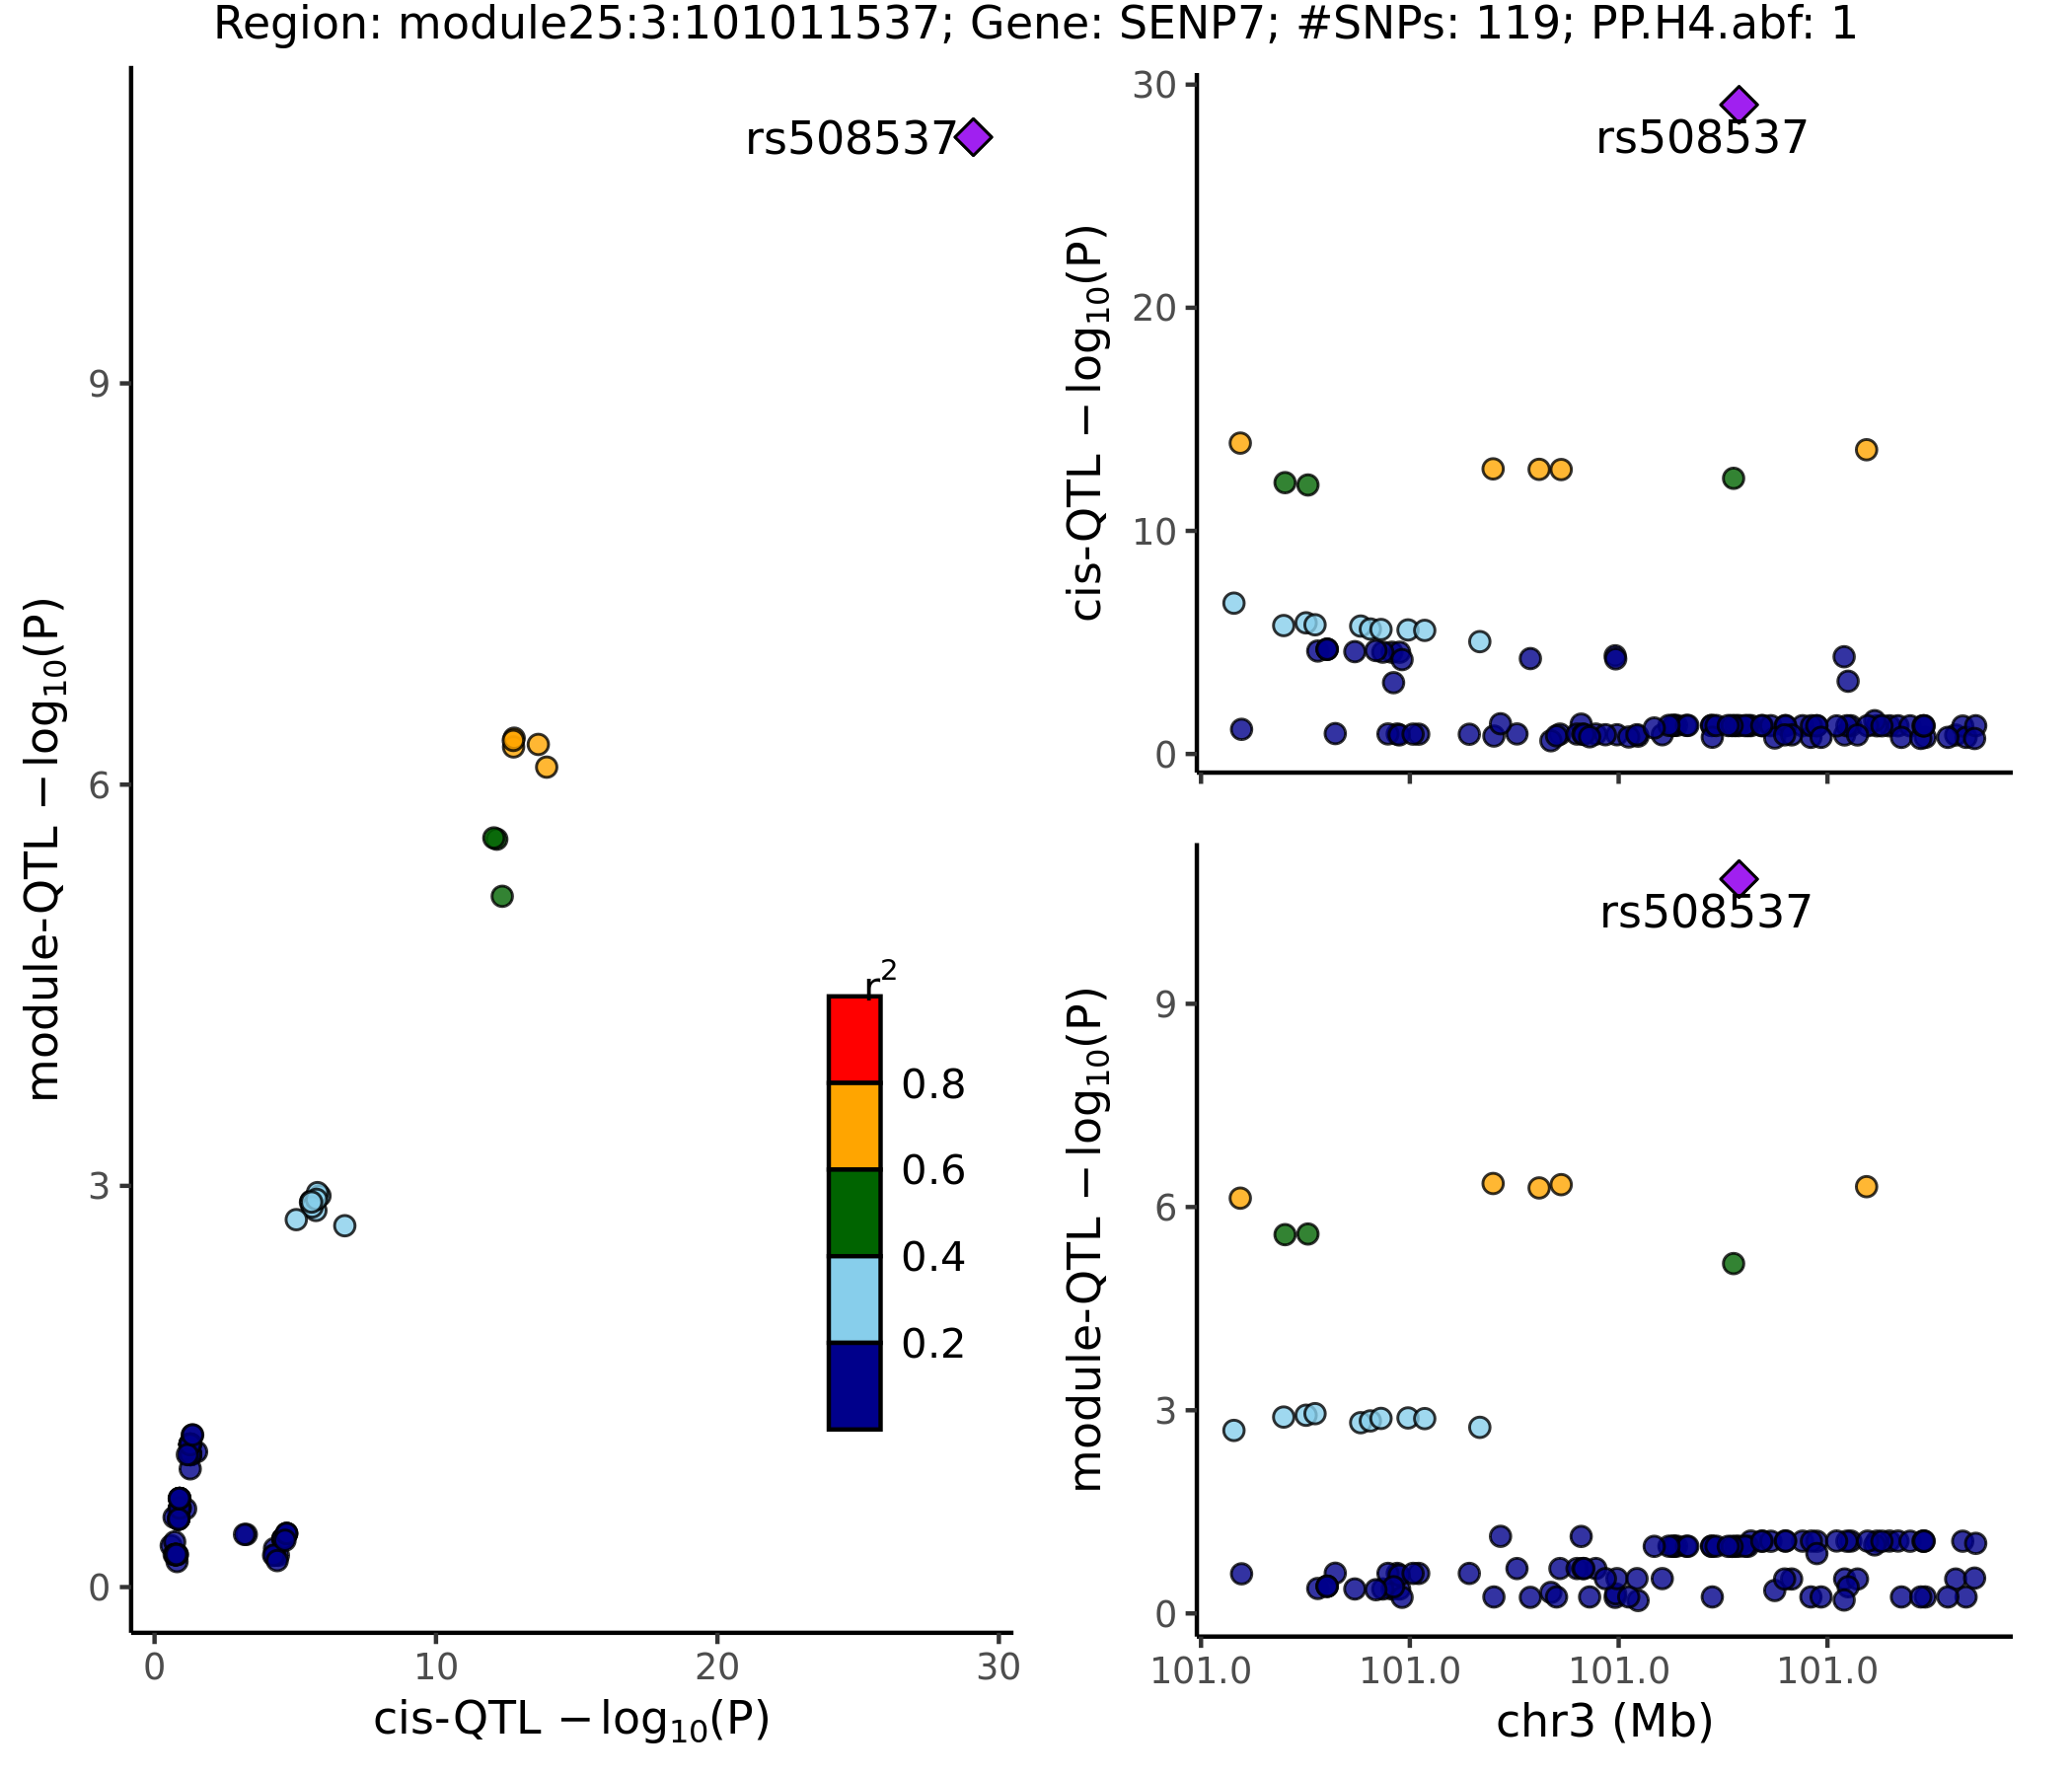 Region: module25:3:101011537; Gene: SENP7; #SNPs: 119; PP.H4.abf: 1
rs508537
9
6
3
0
module-QTL −log10(P)
0 10 20 30
cis-QTL −log10(P)
r2
0.8
0.6
0.4
0.2
30
20
10
0
cis-QTL −log10(P)
rs508537
9
6
3
0
module-QTL −log10(P)
rs508537
101.0 101.0 101.0 101.0
chr3 (Mb)